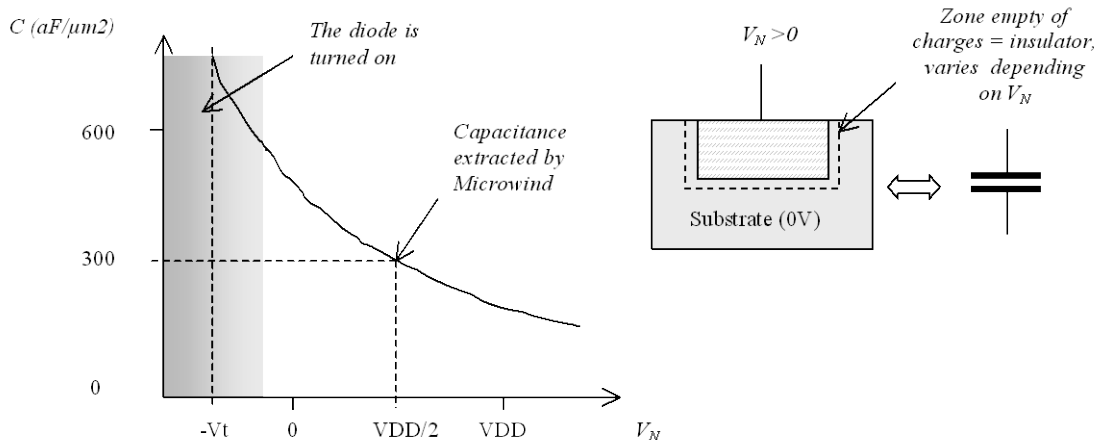 C (aF/µm2)
The diode is
turned on
600
Capacitance
extracted by
Microwind
300
0
-Vt
0
VDD/2
VDD
V_N
V_N >0
Zone empty of
charges = insulator,
varies depending
on V_N
Substrate (0V)